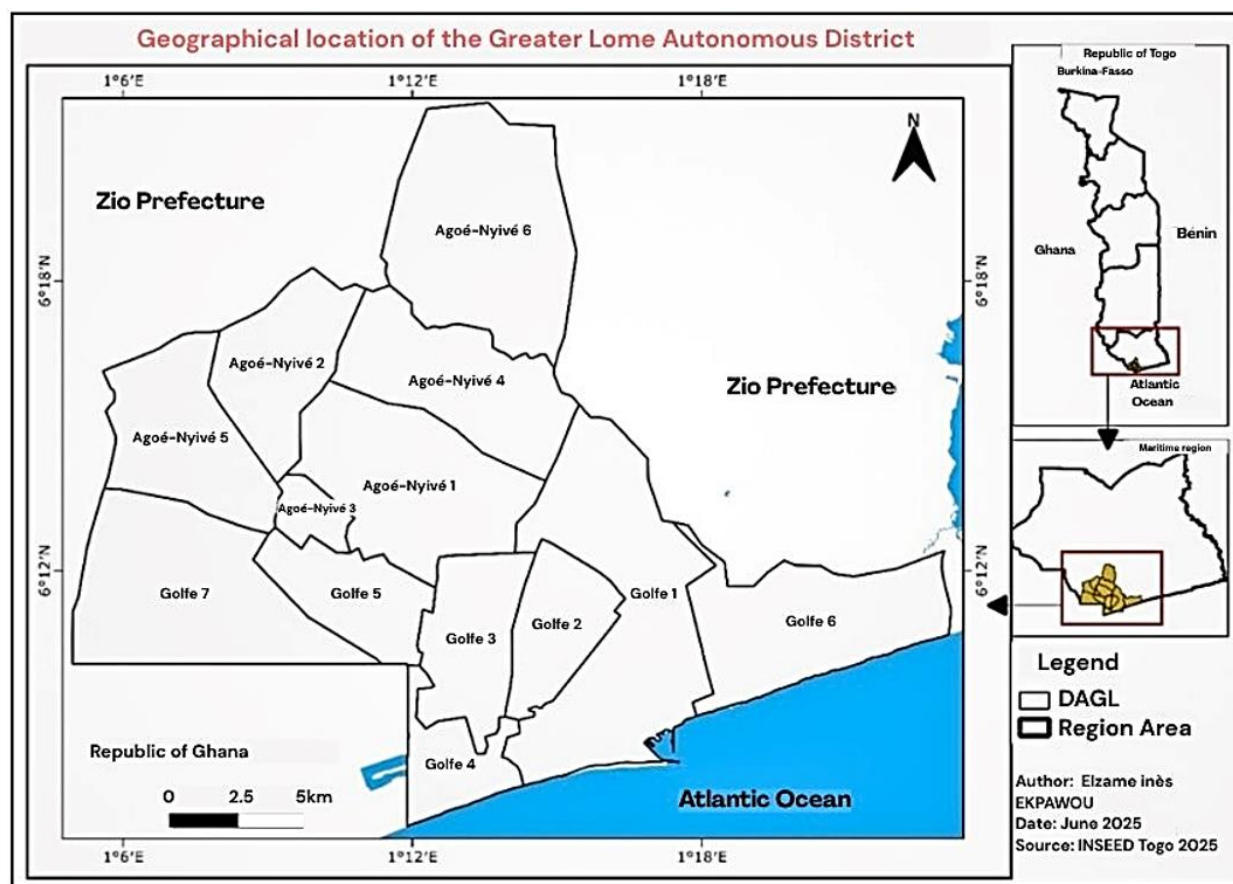 Geographical location of the Greater Lome Autonomous District
1°6'E
1°12'E
1°18'E
N
Zio Prefecture
Agoé-Nyivé 6
6°18'N
6°18'N
Agoé-Nyivé 2
Agoé-Nyivé 4
Zio Prefecture
Agoé-Nyivé 5
Agoé-Nyivé 1
Agoé-Nyivé 3
6°12'N
6°12'N
Golfe 7
Golfe 5
Golfe 3
Golfe 2
Golfe 1
Golfe 6
Republic of Ghana
Golfe 4
0 2.5 5km
Atlantic Ocean
1°6'E
1°12'E
1°18'E
Republic of Togo
Burkina-Fasso
Ghana
Bénin
Atlantic
Ocean
Maritime region
Legend
DAGL
Region Area
Author: Elzame inès
EKPAWOU
Date: June 2025
Source: INSEED Togo 2025